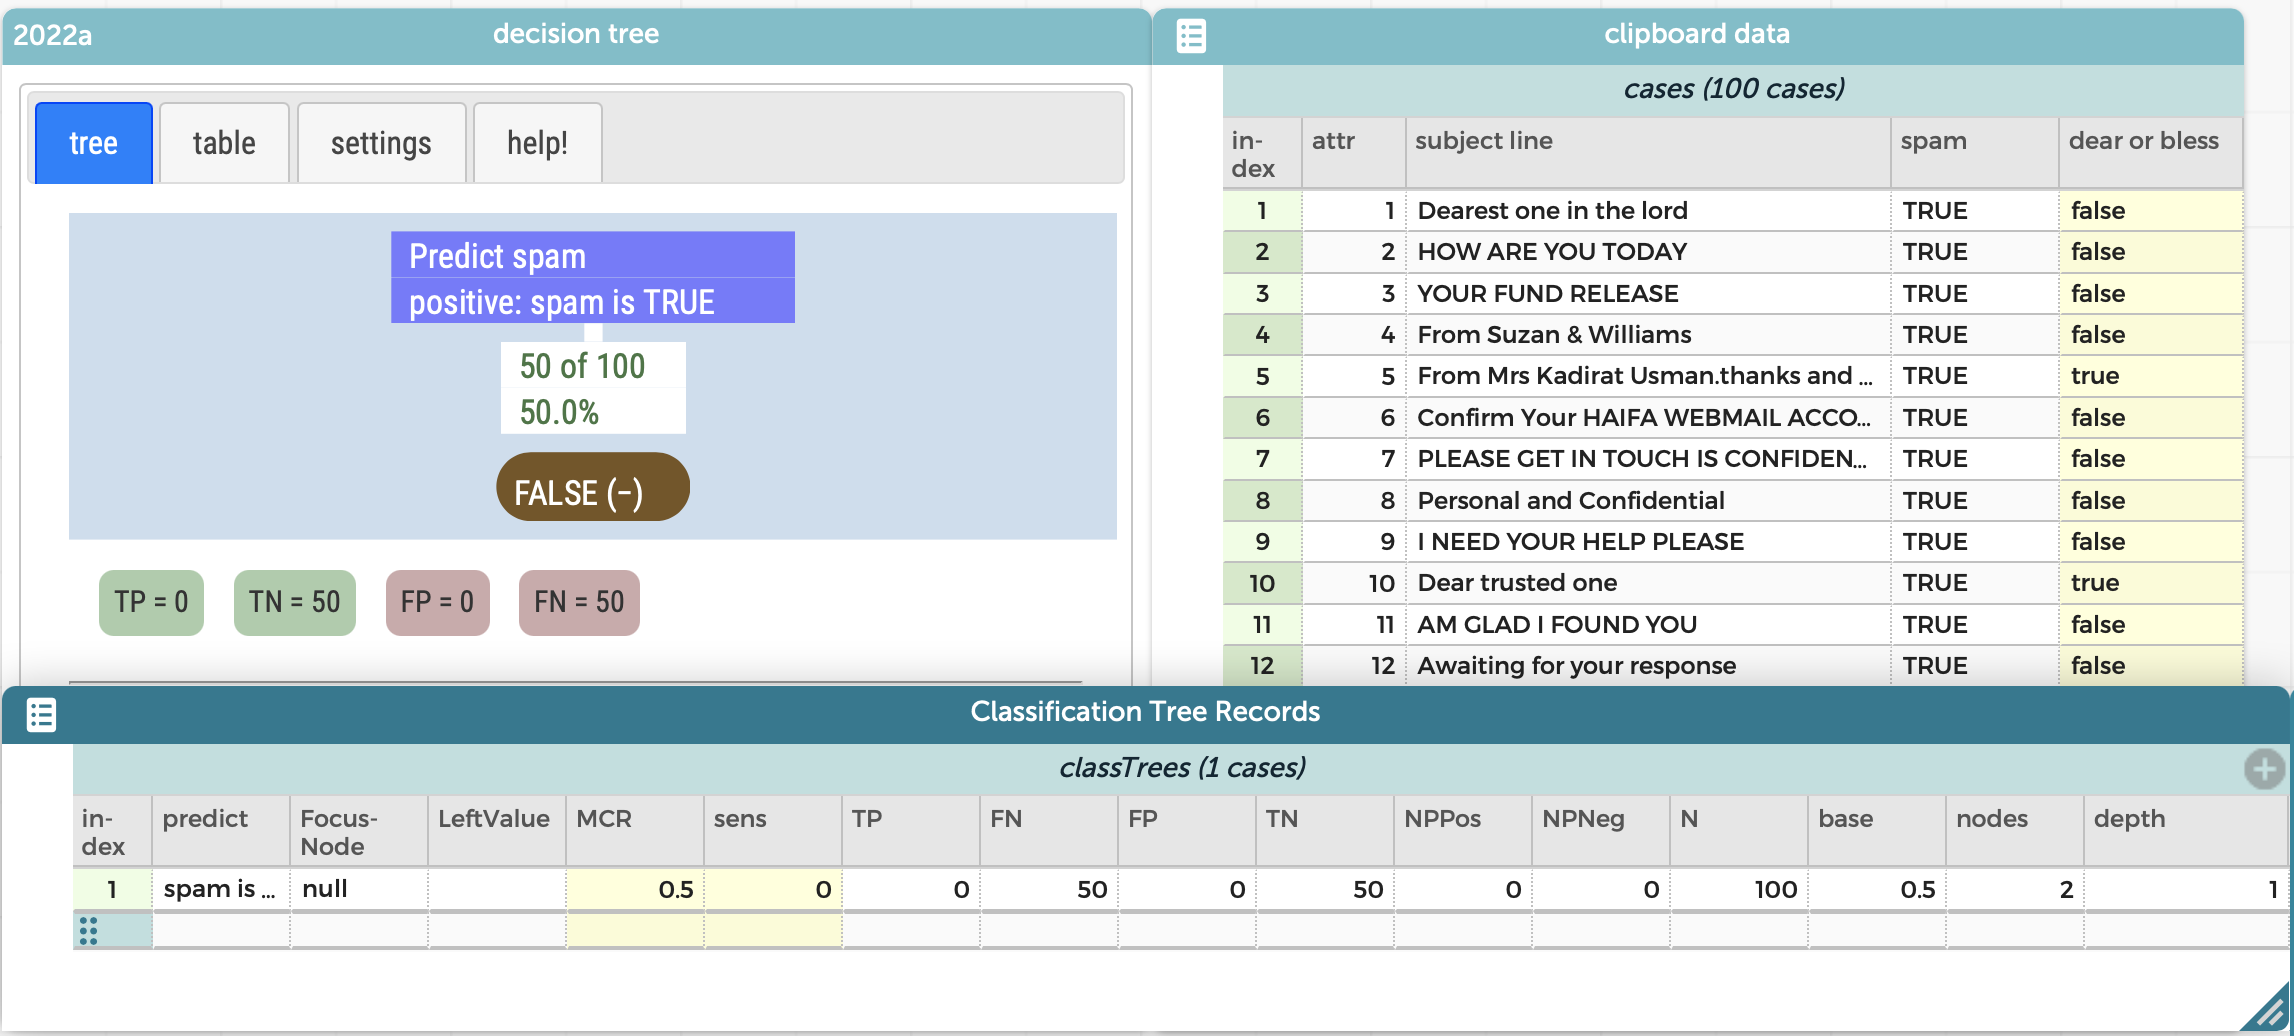 2022a
decision tree
tree
table
settings
help!
Predict spam
positive: spam is TRUE
50 of 100
50.0%
FALSE (−)
TP = 0
TN = 50
FP = 0
FN = 50
clipboard data
cases (100 cases)
in-
dex
attr
subject line
spam
dear or bless
1 1 Dearest one in the lord TRUE false
2 2 HOW ARE YOU TODAY TRUE false
3 3 YOUR FUND RELEASE TRUE false
4 4 From Suzan & Williams TRUE false
5 5 From Mrs Kadirat Usman.thanks and ... TRUE true
6 6 Confirm Your HAIFA WEBMAIL ACCO... TRUE false
7 7 PLEASE GET IN TOUCH IS CONFIDEN... TRUE false
8 8 Personal and Confidential TRUE false
9 9 I NEED YOUR HELP PLEASE TRUE false
10 10 Dear trusted one TRUE true
11 11 AM GLAD I FOUND YOU TRUE false
12 12 Awaiting for your response TRUE false
Classification Tree Records
classTrees (1 cases)
in-
dex
predict
Focus-
Node
LeftValue
MCR
sens
TP
FN
FP
TN
NPPos
NPNeg
N
base
nodes
depth
1 spam is ... null 0.5 0 0 50 0 50 0 0 100 0.5 2 1